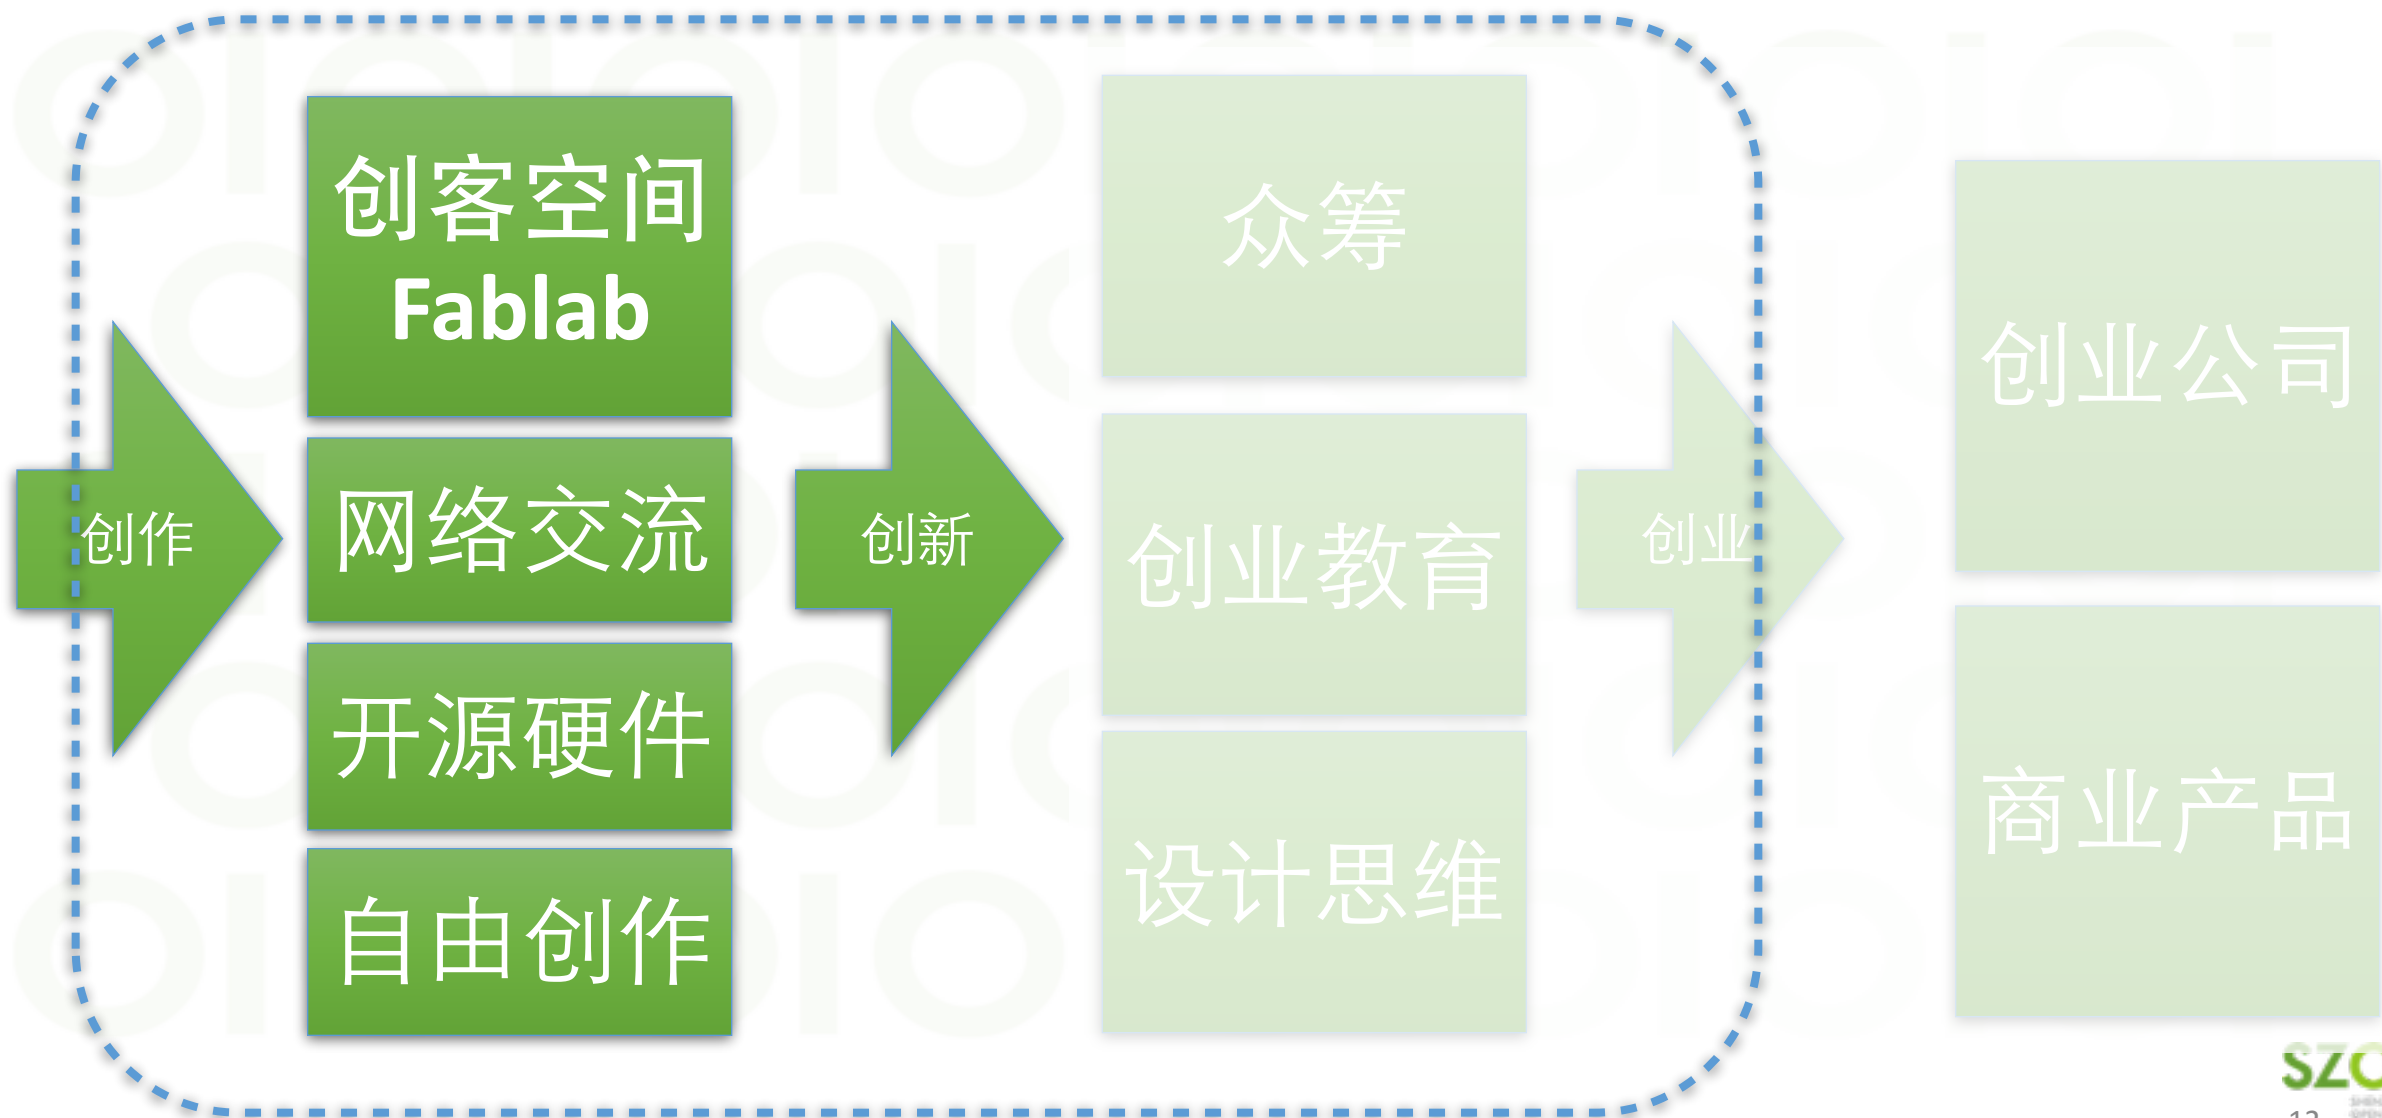 创作
创客空间
Fablab
网络交流
开源硬件
自由创作
创新
众筹
创业教育
设计思维
创业
创业公司
商业产品